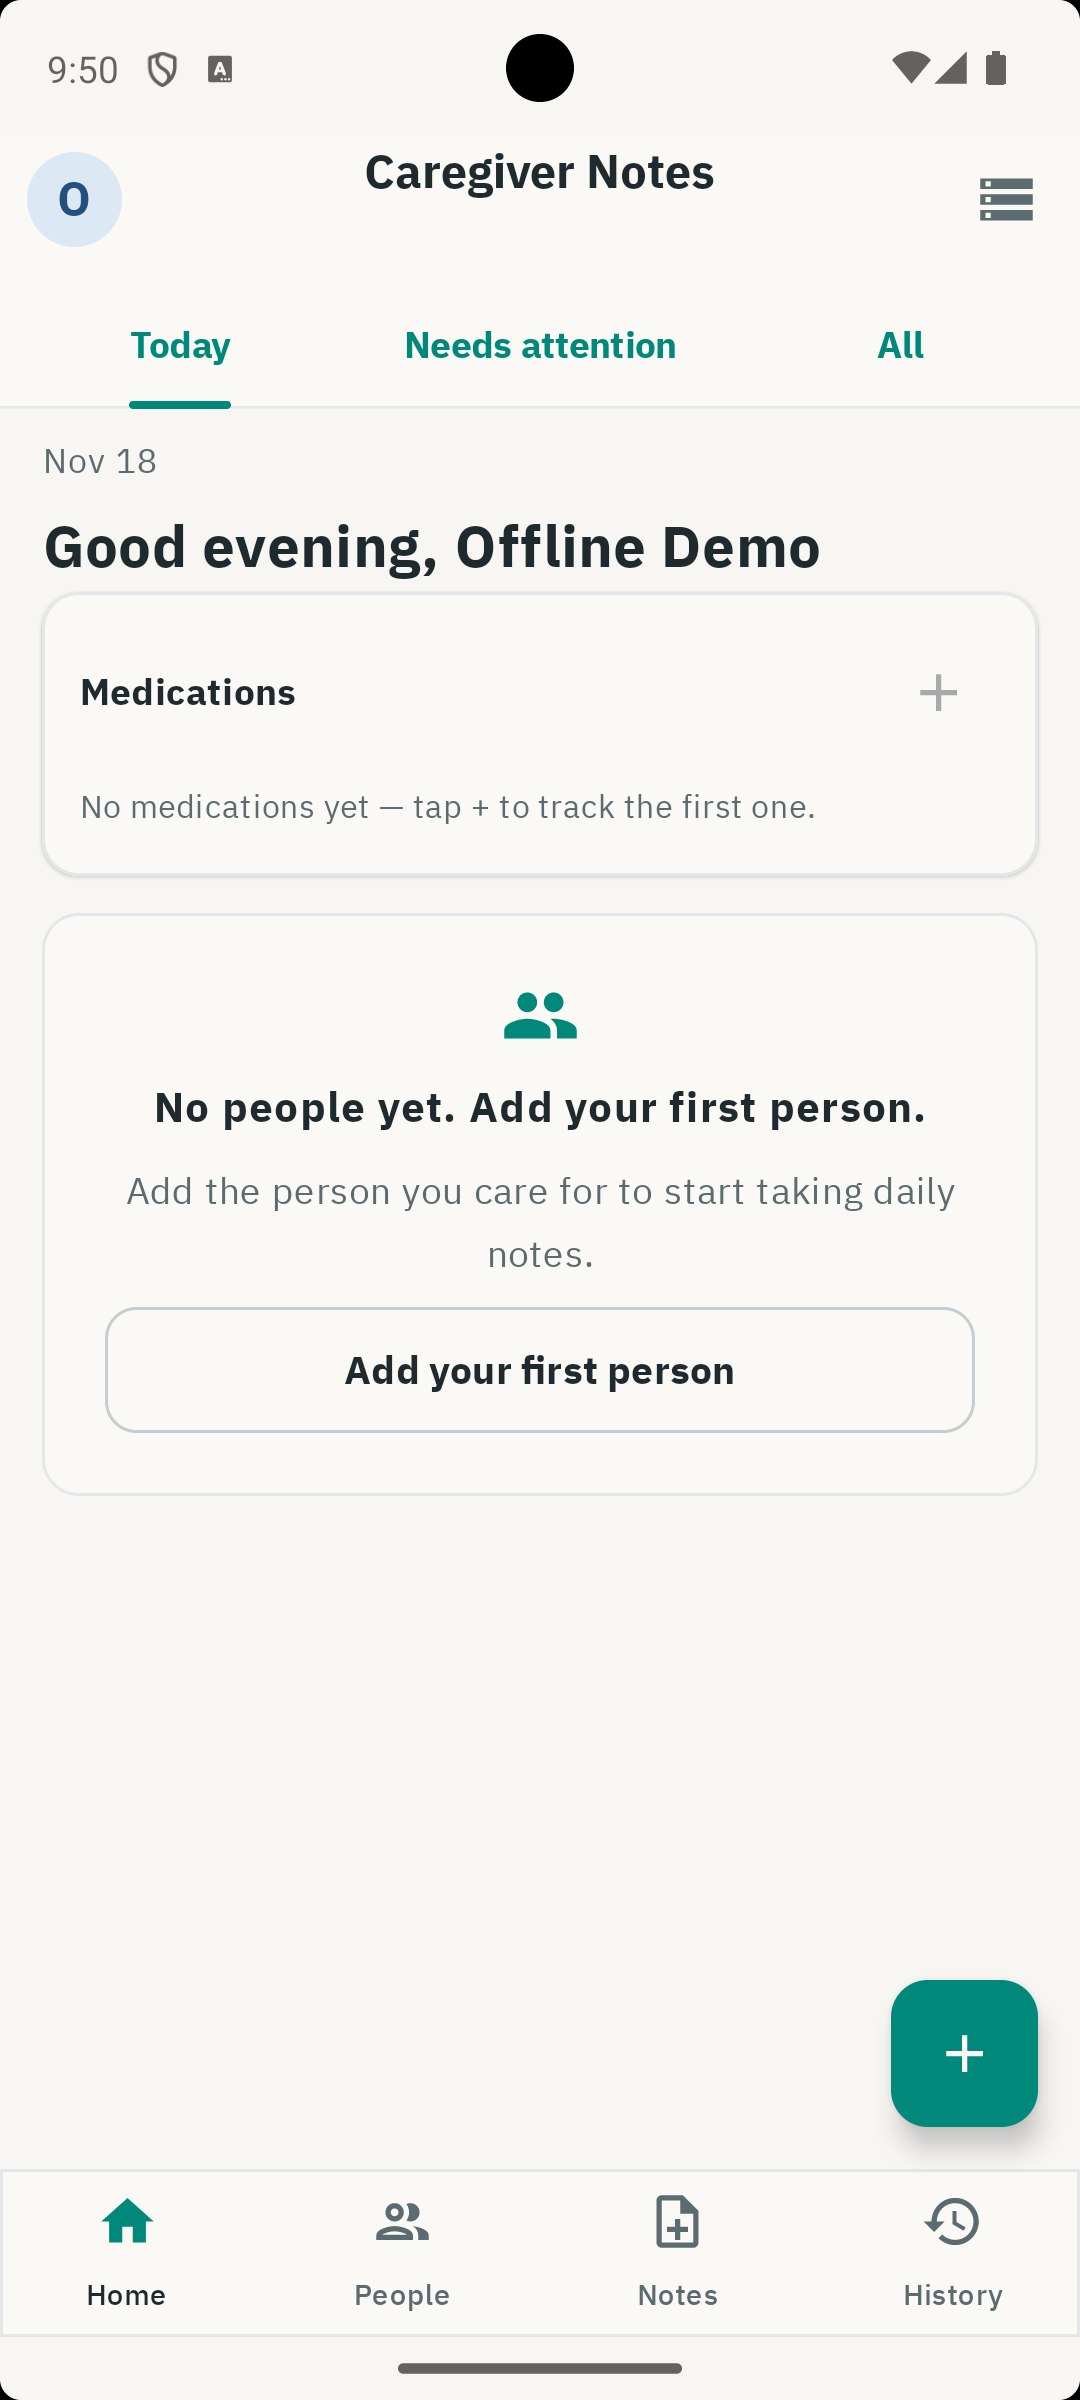 9:50
Caregiver Notes
O
Today
Needs attention
All
Nov 18
Good evening, Offline Demo
Medications
No medications yet — tap + to track the first one.
No people yet. Add your first person.
Add the person you care for to start taking daily
notes.
Add your first person
Home
People
Notes
History